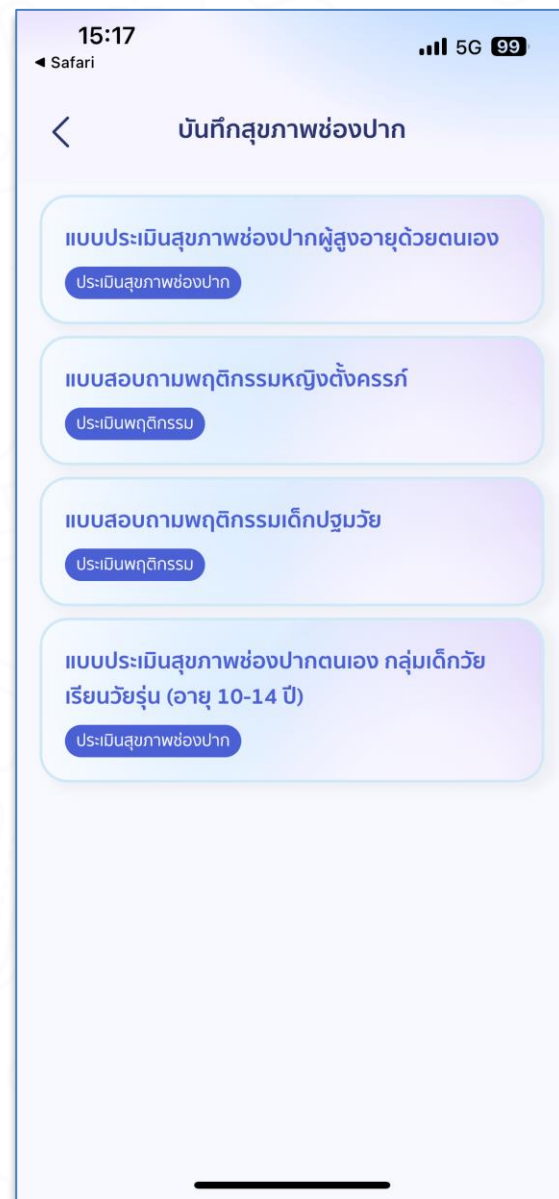 15:17
5G 99
◀ Safari
บันทึกสุขภาพช่องปาก
แบบประเมินสุขภาพช่องปากผู้สูงอายุด้วยตนเอง
ประเมินสุขภาพช่องปาก
แบบสอบถามพฤติกรรมหญิงตั้งครรภ์
ประเมินพฤติกรรม
แบบสอบถามพฤติกรรมเด็กปฐมวัย
ประเมินพฤติกรรม
แบบประเมินสุขภาพช่องปากตนเอง กลุ่มเด็กวัย
เรียนวัยรุ่น (อายุ 10-14 ปี)
ประเมินสุขภาพช่องปาก